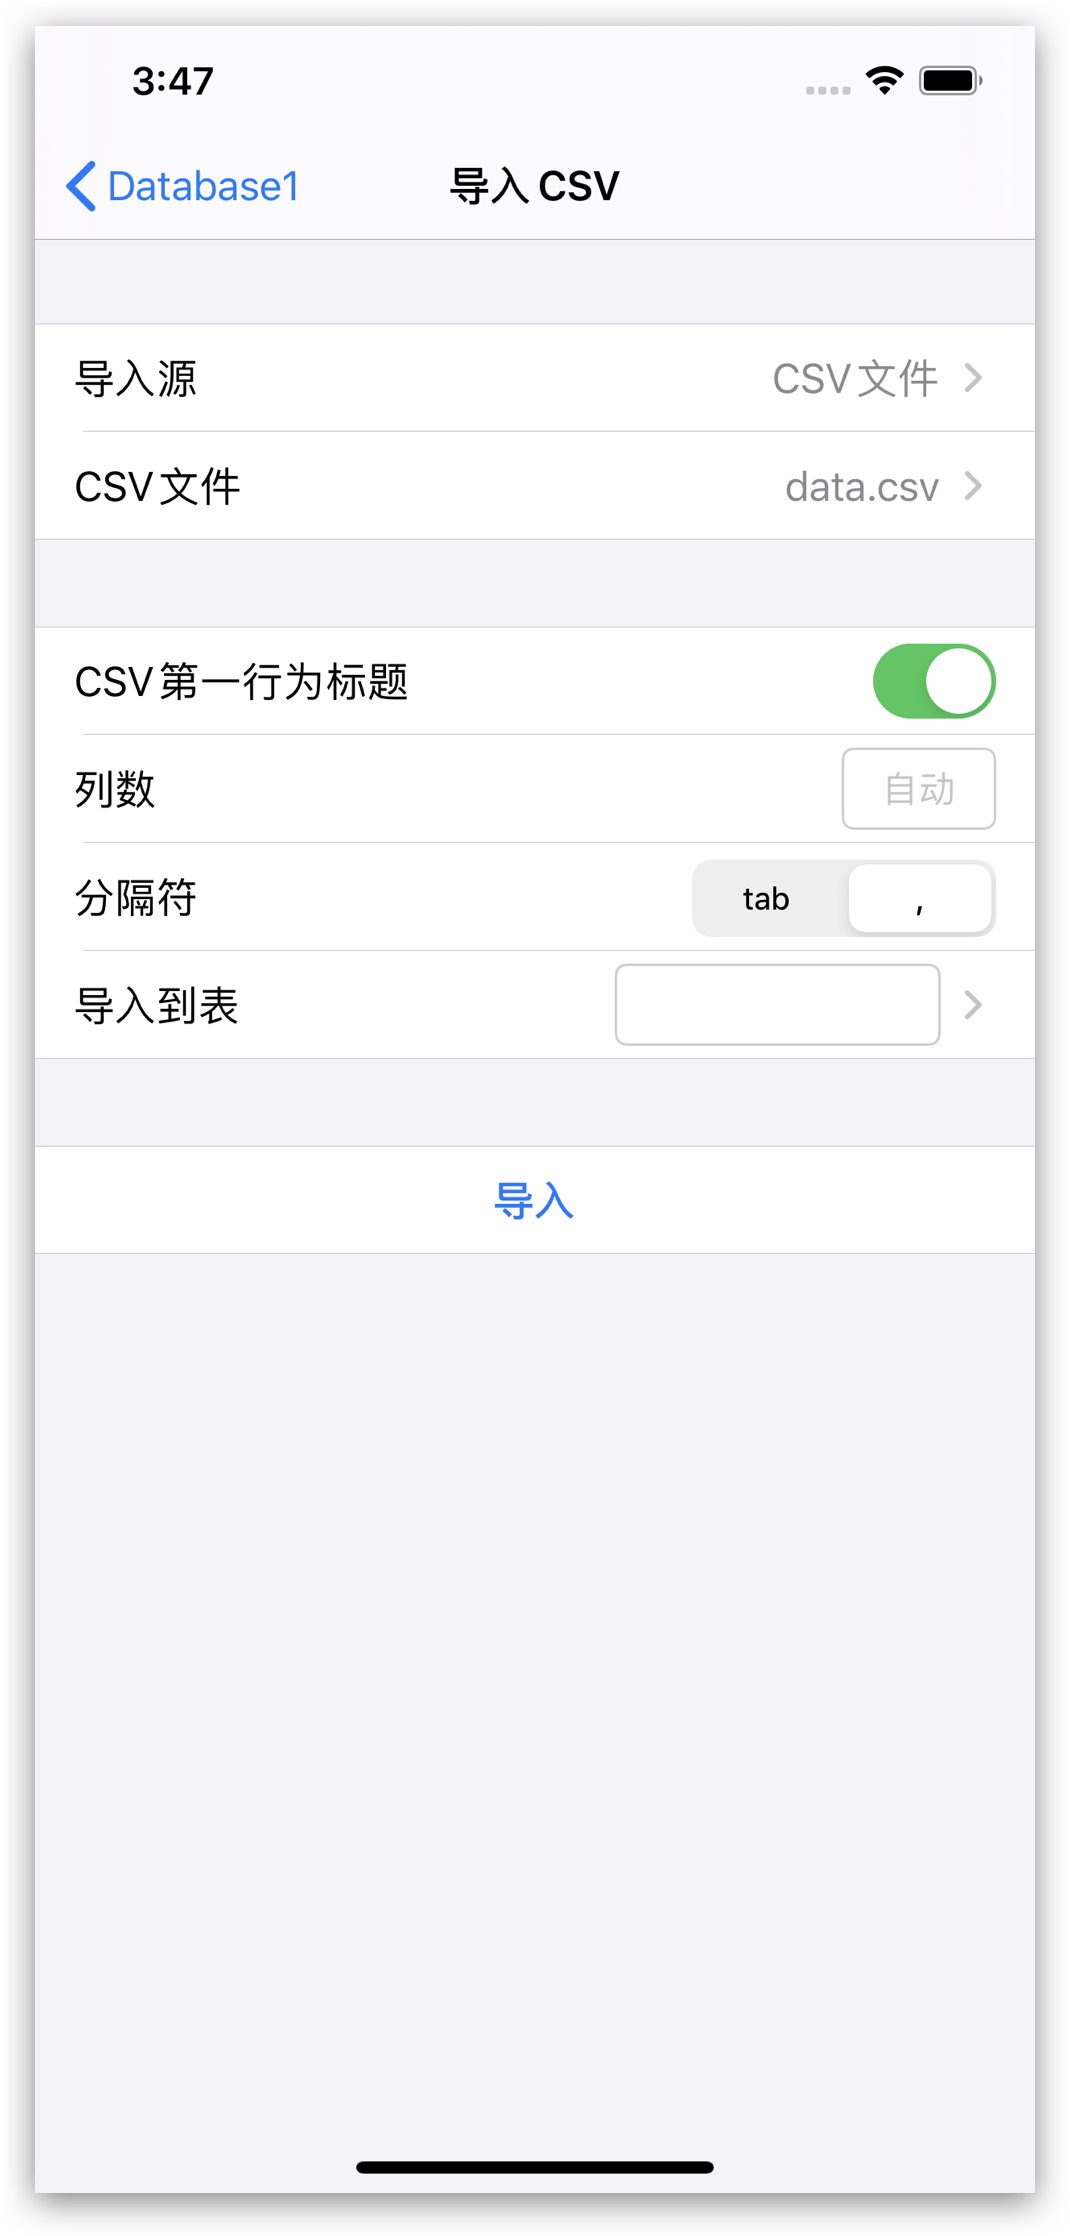 3:47
Database1 导入 CSV
导入源 CSV文件
CSV文件 data.csv
CSV第一行为标题
列数 自动
分隔符 tab ,
导入到表
导入